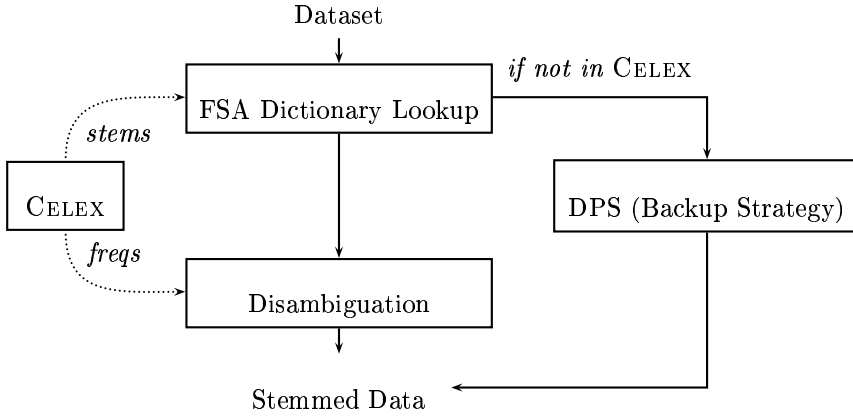 Dataset
if not in CELEX
FSA Dictionary Lookup
stems
CELEX
DPS (Backup Strategy)
freqs
Disambiguation
Stemmed Data